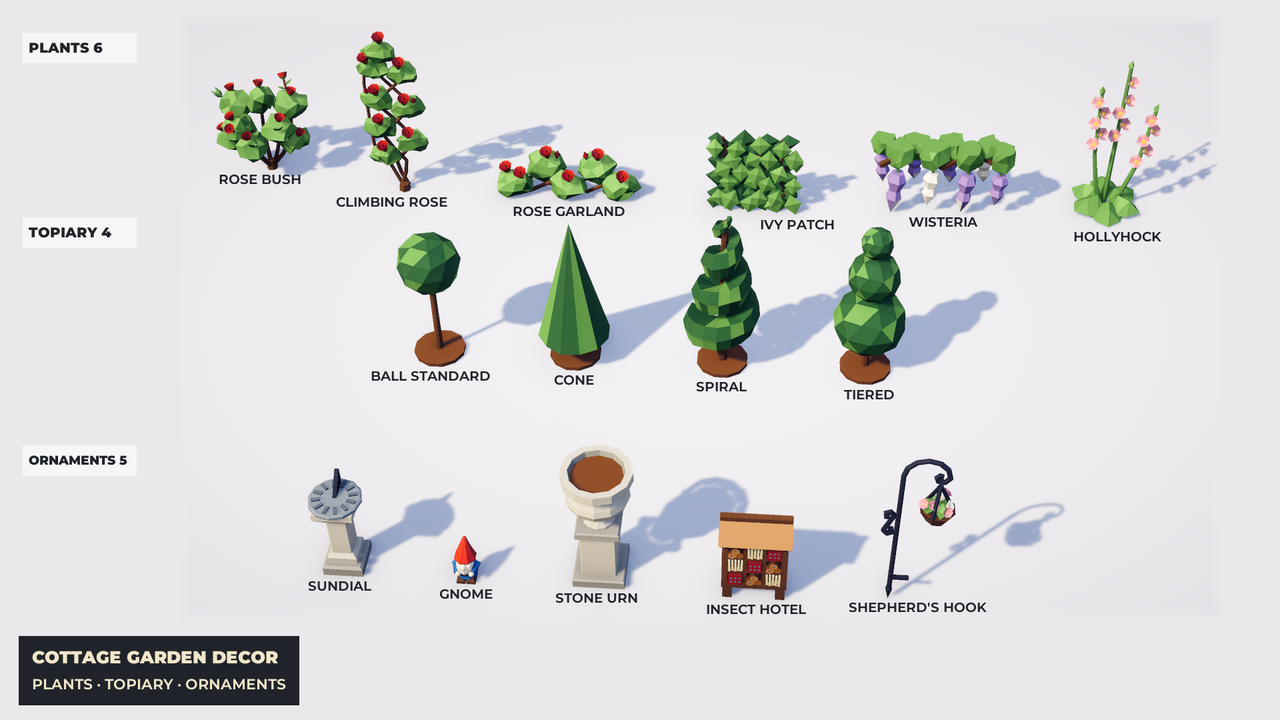 PLANTS 6
ROSE BUSH
CLIMBING ROSE
ROSE GARLAND
IVY PATCH
WISTERIA
HOLLYHOCK
TOPIARY 4
BALL STANDARD
CONE
SPIRAL
TIERED
ORNAMENTS 5
SUNDIAL
GNOME
STONE URN
INSECT HOTEL
SHEPHERD'S HOOK
COTTAGE GARDEN DECOR
PLANTS · TOPIARY · ORNAMENTS